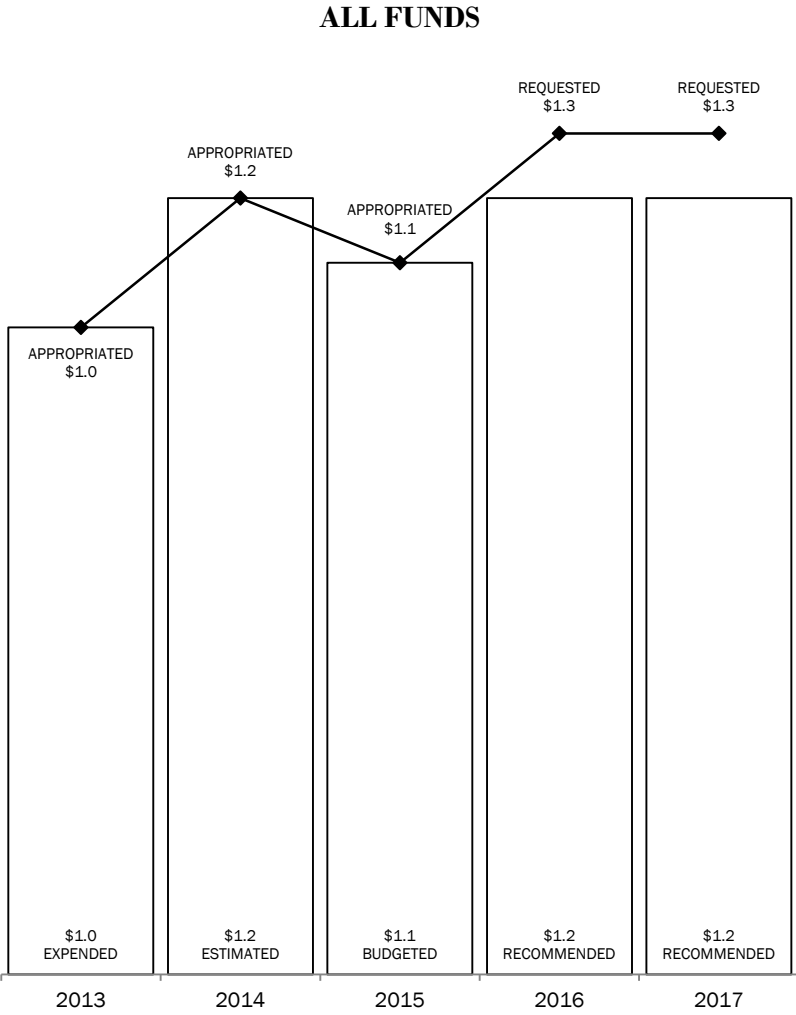 ALL FUNDS
REQUESTED
$1.3
REQUESTED
$1.3
APPROPRIATED
$1.2
APPROPRIATED
$1.1
APPROPRIATED
$1.0
$1.0
EXPENDED
$1.2
ESTIMATED
$1.1
BUDGETED
$1.2
RECOMMENDED
$1.2
RECOMMENDED
2013
2014
2015
2016
2017